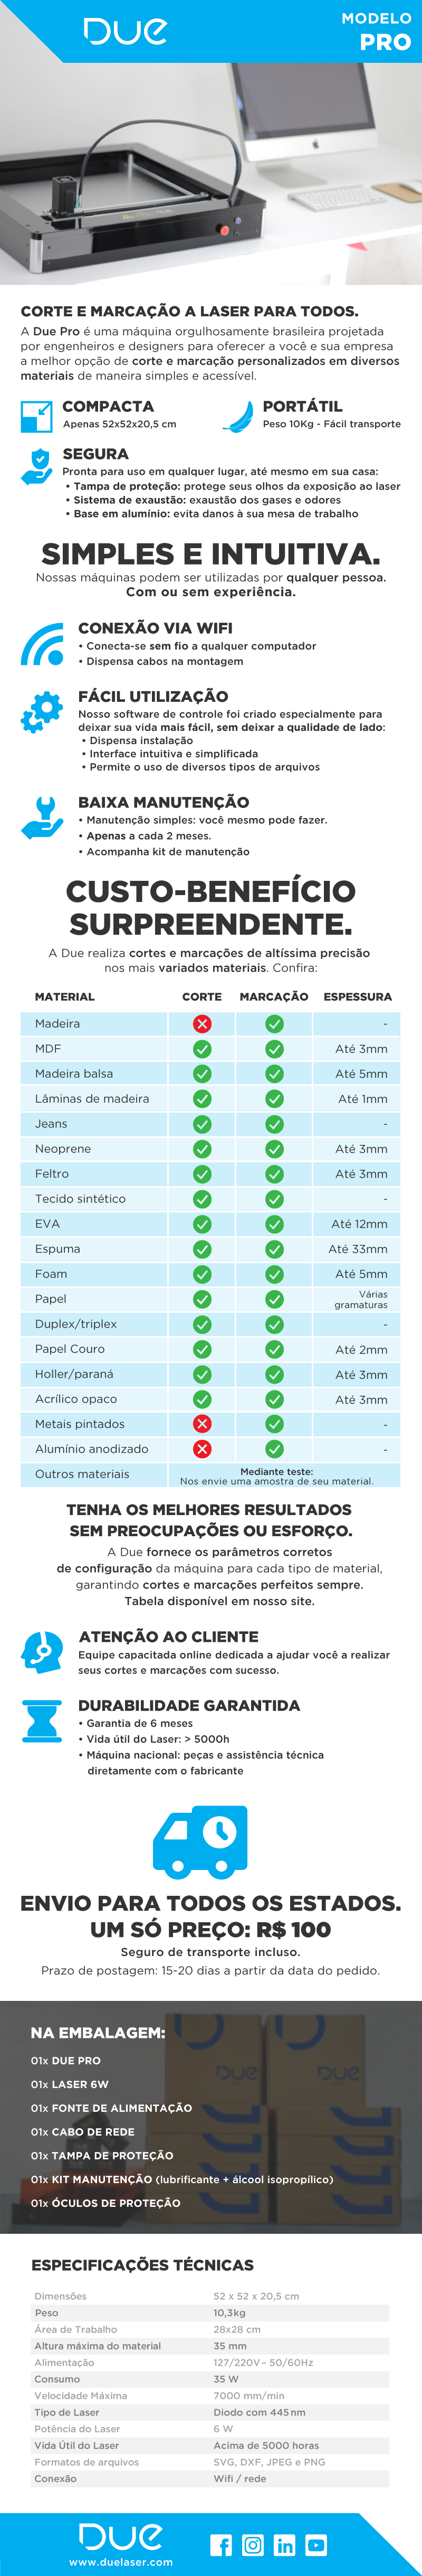 Due
MODELO
PRO
CORTE E MARCAÇÃO A LASER PARA TODOS.
A Due Pro é uma máquina orgulhosamente brasileira projetada
por engenheiros e designers para oferecer a você e sua empresa
a melhor opção de corte e marcação personalizados em diversos
materiais de maneira simples e acessível.
COMPACTA
Apenas 52x52x20,5 cm
PORTÁTIL
Peso 10Kg - Fácil transporte
SEGURA
Pronta para uso em qualquer lugar, até mesmo em sua casa:
• Tampa de proteção: protege seus olhos da exposição ao laser
• Sistema de exaustão: exaustão dos gases e odores
• Base em alumínio: evita danos à sua mesa de trabalho
SIMPLES E INTUITIVA.
Nossas máquinas podem ser utilizadas por qualquer pessoa.
Com ou sem experiência.
CONEXÃO VIA WIFI
• Conecta-se sem fio a qualquer computador
• Dispensa cabos na montagem
FÁCIL UTILIZAÇÃO
Nosso software de controle foi criado especialmente para
deixar sua vida mais fácil, sem deixar a qualidade de lado:
• Dispensa instalação
• Interface intuitiva e simplificada
• Permite o uso de diversos tipos de arquivos
BAIXA MANUTENÇÃO
• Manutenção simples: você mesmo pode fazer.
• Apenas a cada 2 meses.
• Acompanha kit de manutenção
CUSTO-BENEFÍCIO
SURPREENDENTE.
A Due realiza cortes e marcações de altíssima precisão
nos mais variados materiais. Confira:
MATERIAL CORTE MARCAÇÃO ESPESSURA
Madeira -
MDF Até 3mm
Madeira balsa Até 5mm
Lâminas de madeira Até 1mm
Jeans -
Neoprene Até 3mm
Feltro Até 3mm
Tecido sintético -
EVA Até 12mm
Espuma Até 33mm
Foam Até 5mm
Papel Várias
gramaturas
Duplex/triplex -
Papel Couro Até 2mm
Holler/paraná Até 3mm
Acrílico opaco Até 3mm
Metais pintados -
Alumínio anodizado -
Outros materiais Mediante teste:
Nos envie uma amostra de seu material.
TENHA OS MELHORES RESULTADOS
SEM PREOCUPAÇÕES OU ESFORÇO.
A Due fornece os parâmetros corretos
de configuração da máquina para cada tipo de material,
garantindo cortes e marcações perfeitos sempre.
Tabela disponível em nosso site.
ATENÇÃO AO CLIENTE
Equipe capacitada online dedicada a ajudar você a realizar
seus cortes e marcações com sucesso.
DURABILIDADE GARANTIDA
• Garantia de 6 meses
• Vida útil do Laser: > 5000h
• Máquina nacional: peças e assistência técnica
diretamente com o fabricante
ENVIO PARA TODOS OS ESTADOS.
UM SÓ PREÇO: R$ 100
Seguro de transporte incluso.
Prazo de postagem: 15-20 dias a partir da data do pedido.
NA EMBALAGEM:
01x DUE PRO
01x LASER 6W
01x FONTE DE ALIMENTAÇÃO
01x CABO DE REDE
01x TAMPA DE PROTEÇÃO
01x KIT MANUTENÇÃO (lubrificante + álcool isopropílico)
01x ÓCULOS DE PROTEÇÃO
Due
Due
ESPECIFICAÇÕES TÉCNICAS
Dimensões 52 x 52 x 20,5 cm
Peso 10,3kg
Área de Trabalho 28x28 cm
Altura máxima do material 35 mm
Alimentação 127/220V~ 50/60Hz
Consumo 35 W
Velocidade Máxima 7000 mm/min
Tipo de Laser Diodo com 445 nm
Potência do Laser 6 W
Vida Útil do Laser Acima de 5000 horas
Formatos de arquivos SVG, DXF, JPEG e PNG
Conexão Wifi / rede
Due
www.duelaser.com